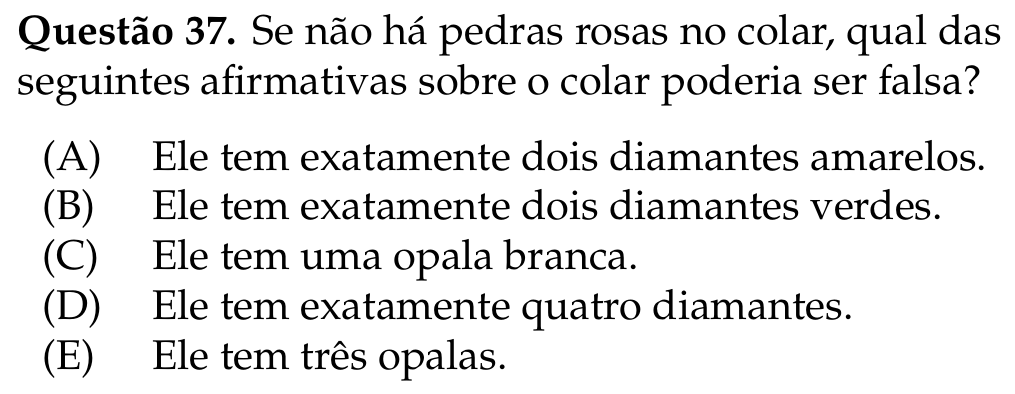 Questão 37. Se não há pedras rosas no colar, qual das
seguintes afirmativas sobre o colar poderia ser falsa?
(A) Ele tem exatamente dois diamantes amarelos.
(B) Ele tem exatamente dois diamantes verdes.
(C) Ele tem uma opala branca.
(D) Ele tem exatamente quatro diamantes.
(E) Ele tem três opalas.